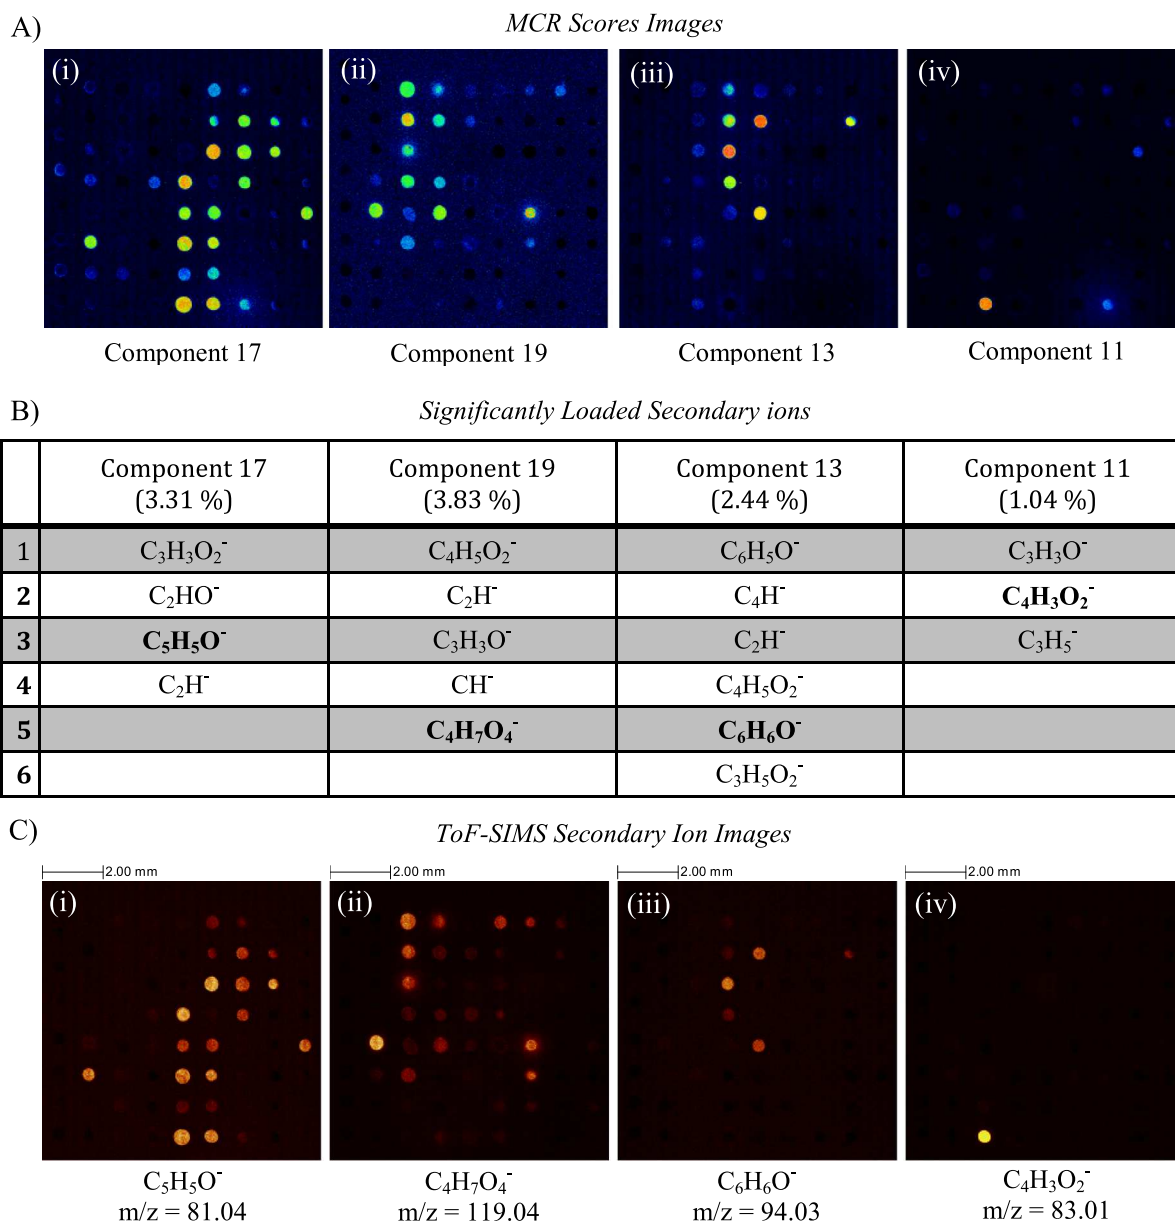 A)
MCR Scores Images
(i) (ii) (iii) (iv)
Component 17 Component 19 Component 13 Component 11
B)
Significantly Loaded Secondary ions
Component 17 Component 19 Component 13 Component 11
(3.31 %) (3.83 %) (2.44 %) (1.04 %)
1 C₃H₃O₂⁻ C₄H₅O₂⁻ C₆H₅O⁻ C₃H₃O⁻
2 C₂HO⁻ C₂H⁻ C₄H⁻ C₄H₃O₂⁻
3 C₅H₅O⁻ C₃H₃O⁻ C₂H⁻ C₃H₅⁻
4 C₂H⁻ CH⁻ C₄H₅O₂⁻
5 C₄H₇O₄⁻ C₆H₆O⁻
6 C₃H₅O₂⁻
C)
ToF-SIMS Secondary Ion Images
2.00 mm 2.00 mm 2.00 mm 2.00 mm
(i) (ii) (iii) (iv)
C₅H₅O⁻ C₄H₇O₄⁻ C₆H₆O⁻ C₄H₃O₂⁻
m/z = 81.04 m/z = 119.04 m/z = 94.03 m/z = 83.01